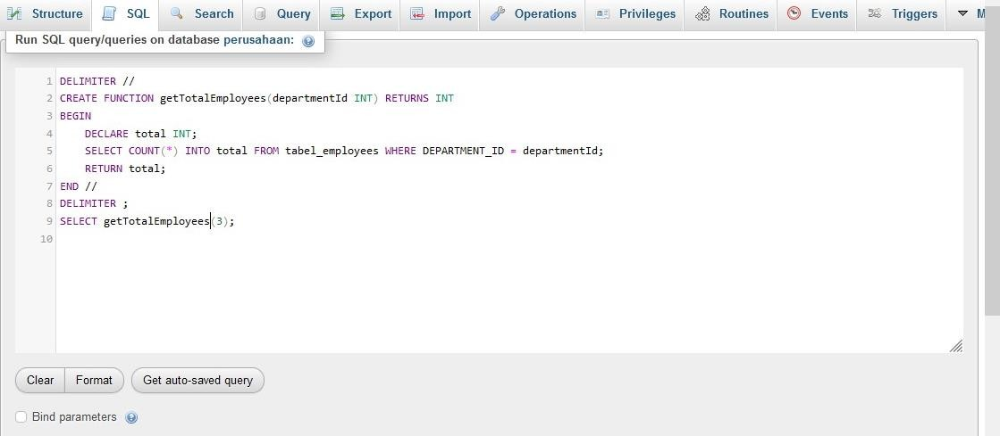 Structure SQL Search Query Export Import Operations Privileges Routines Events Triggers M
Run SQL query/queries on database perusahaan:
1 DELIMITER //
2 CREATE FUNCTION getTotalEmployees(departmentId INT) RETURNS INT
3 BEGIN
4 DECLARE total INT;
5 SELECT COUNT(*) INTO total FROM tabel_employees WHERE DEPARTMENT_ID = departmentId;
6 RETURN total;
7 END //
8 DELIMITER ;
9 SELECT getTotalEmployees(3);
10
Clear Format Get auto-saved query
Bind parameters